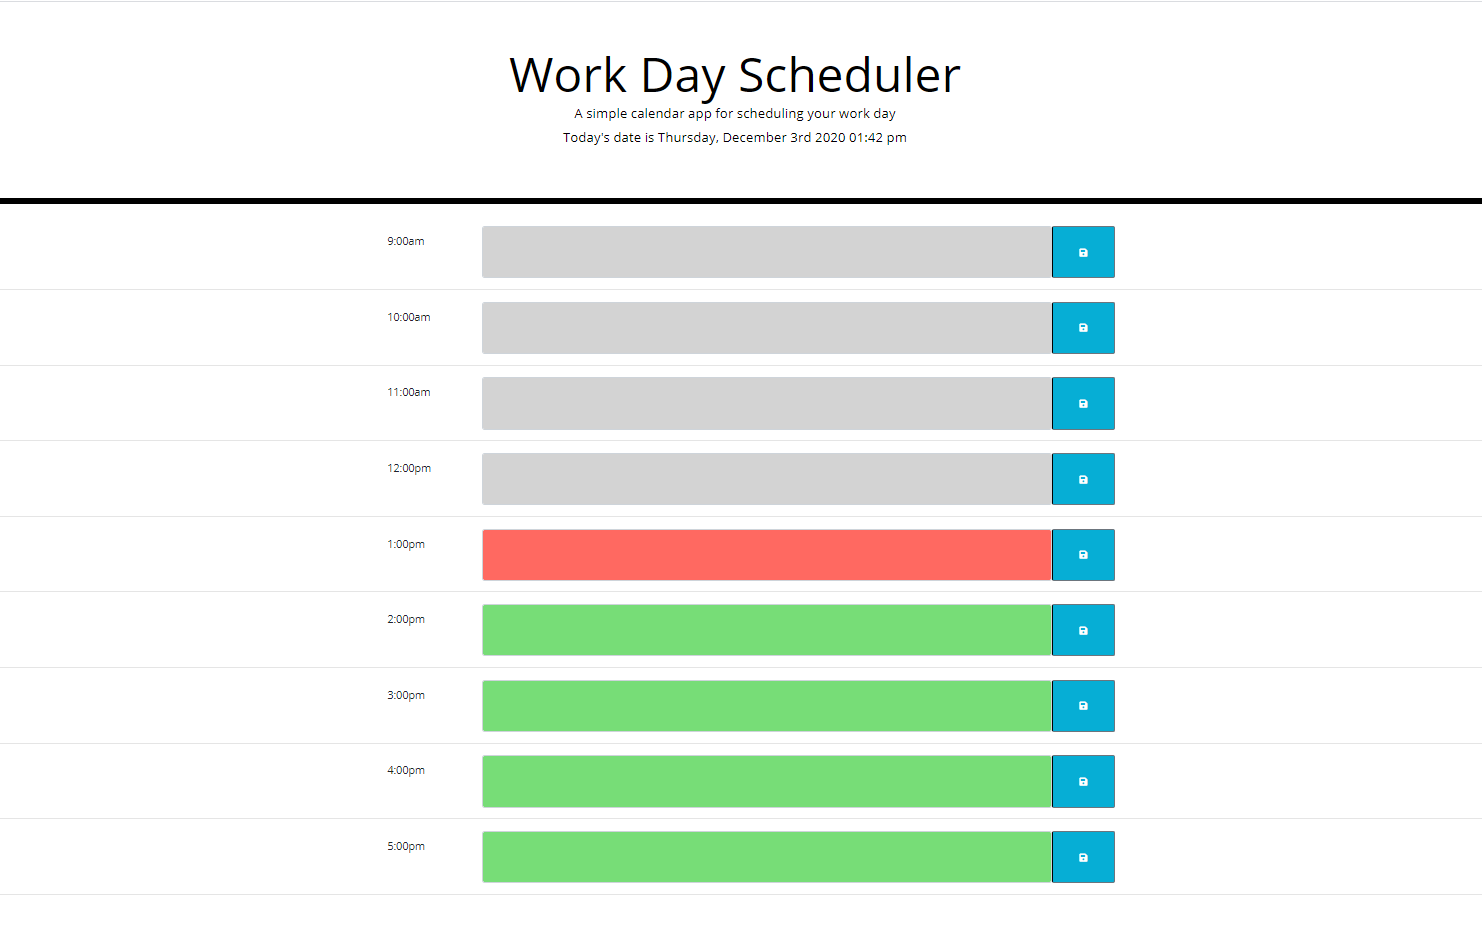 Work Day Scheduler
A simple calendar app for scheduling your work day
Today's date is Thursday, December 3rd 2020 01:42 pm
9:00am
10:00am
11:00am
12:00pm
1:00pm
2:00pm
3:00pm
4:00pm
5:00pm